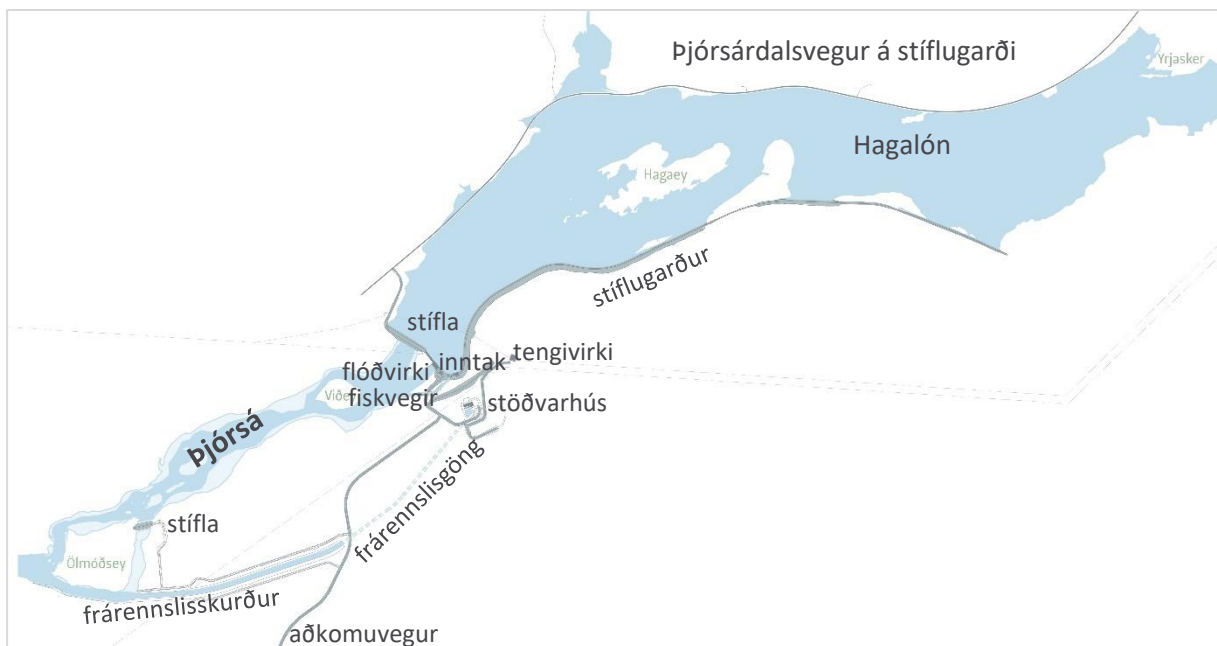 Þjórsárdalsvegur á stíflugarði
Yrjasker
Hagalón
Hagaey
stíflugarður
stífla
tengivirki
inntak
flóðvirki
fiskvegir
stöðvarhús
Þjórsá
frárennslisgöng
stífla
Ölmóðsey
frárennslisskurður
aðkomuvegur